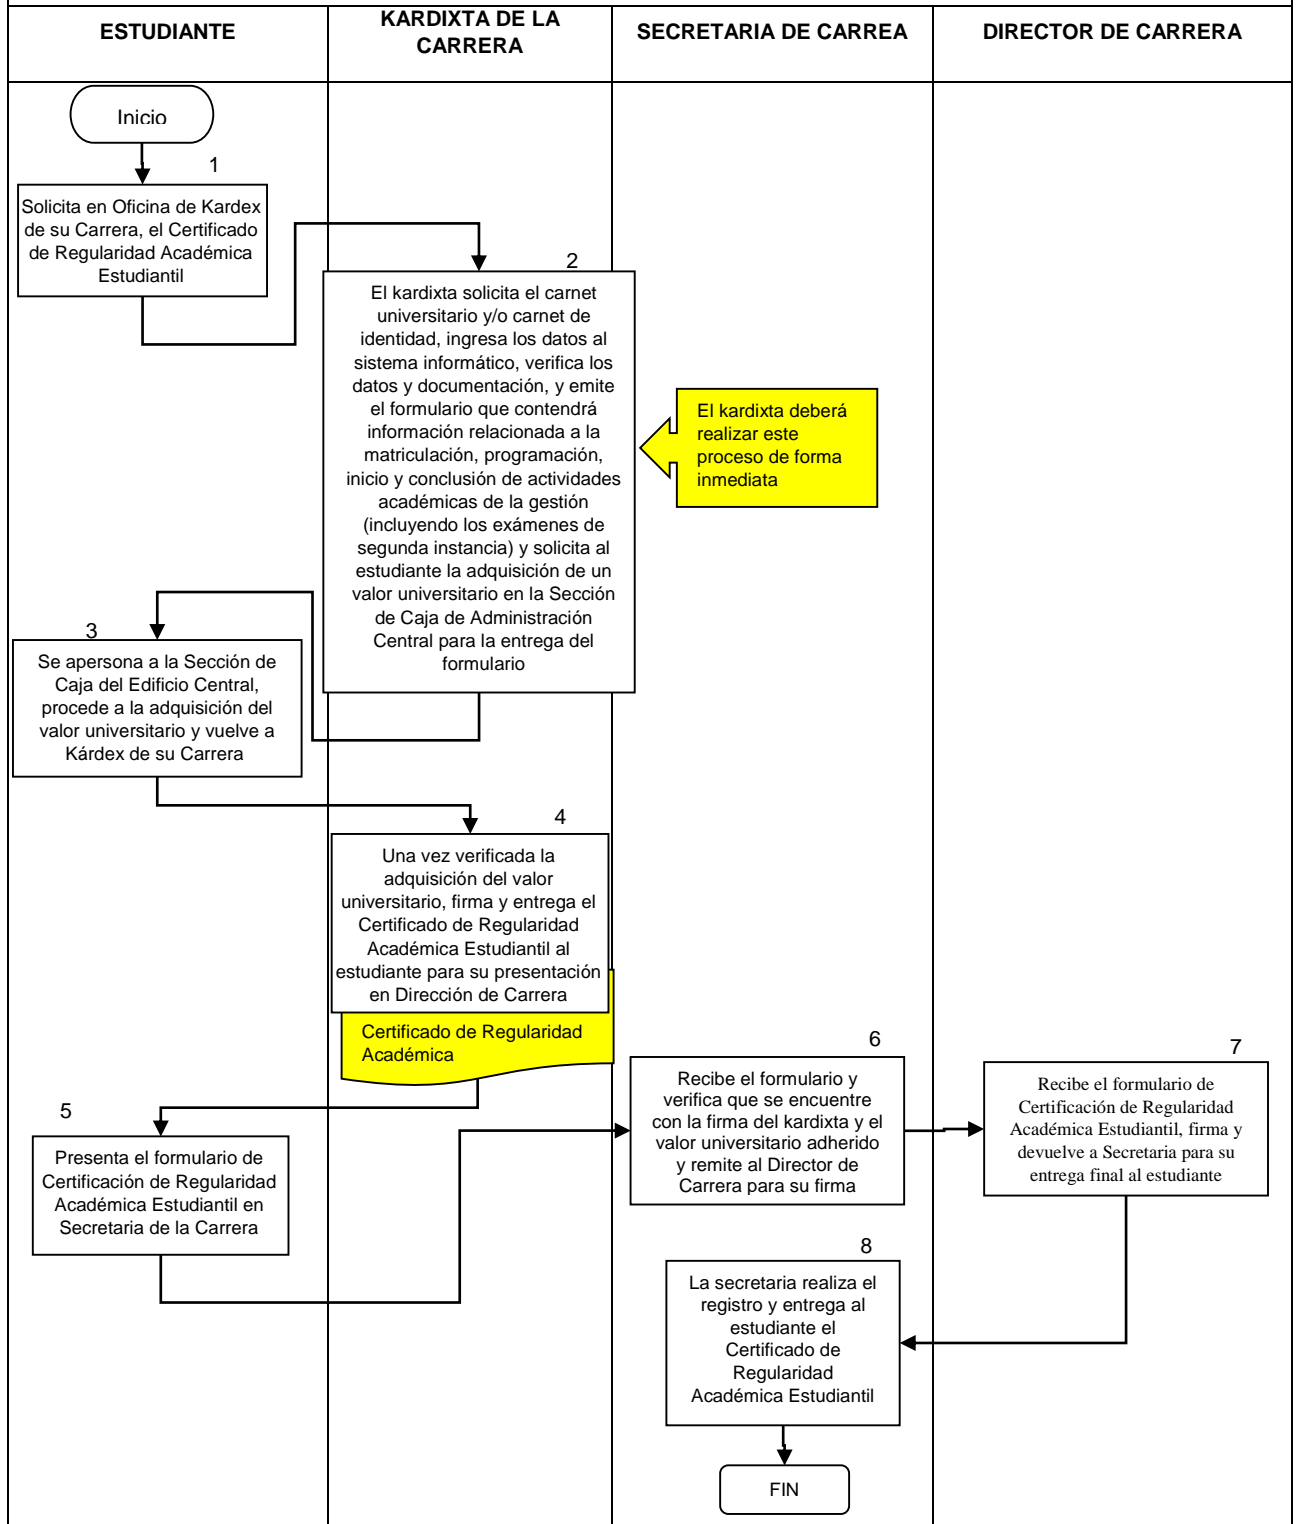 ESTUDIANTE
KARDIXTA DE LA
CARRERA
SECRETARIA DE CARREA
DIRECTOR DE CARRERA
Inicio
1
Solicita en Oficina de Kardex
de su Carrera, el Certificado
de Regularidad Académica
Estudiantil
2
El kardixta solicita el carnet
universitario y/o carnet de
identidad, ingresa los datos al
sistema informático, verifica los
datos y documentación, y emite
el formulario que contendrá
información relacionada a la
matriculación, programación,
inicio y conclusión de actividades
académicas de la gestión
(incluyendo los exámenes de
segunda instancia) y solicita al
estudiante la adquisición de un
valor universitario en la Sección
de Caja de Administración
Central para la entrega del
formulario
El kardixta deberá
realizar este
proceso de forma
inmediata
3
Se apersona a la Sección de
Caja del Edificio Central,
procede a la adquisición del
valor universitario y vuelve a
Kárdex de su Carrera
4
Una vez verificada la
adquisición del valor
universitario, firma y entrega el
Certificado de Regularidad
Académica Estudiantil al
estudiante para su presentación
en Dirección de Carrera
Certificado de Regularidad
Académica
5
Presenta el formulario de
Certificación de Regularidad
Académica Estudiantil en
Secretaria de la Carrera
6
Recibe el formulario y
verifica que se encuentre
con la firma del kardixta y el
valor universitario adherido
y remite al Director de
Carrera para su firma
7
Recibe el formulario de
Certificación de Regularidad
Académica Estudiantil, firma y
devuelve a Secretaria para su
entrega final al estudiante
8
La secretaria realiza el
registro y entrega al
estudiante el
Certificado de
Regularidad
Académica Estudiantil
FIN